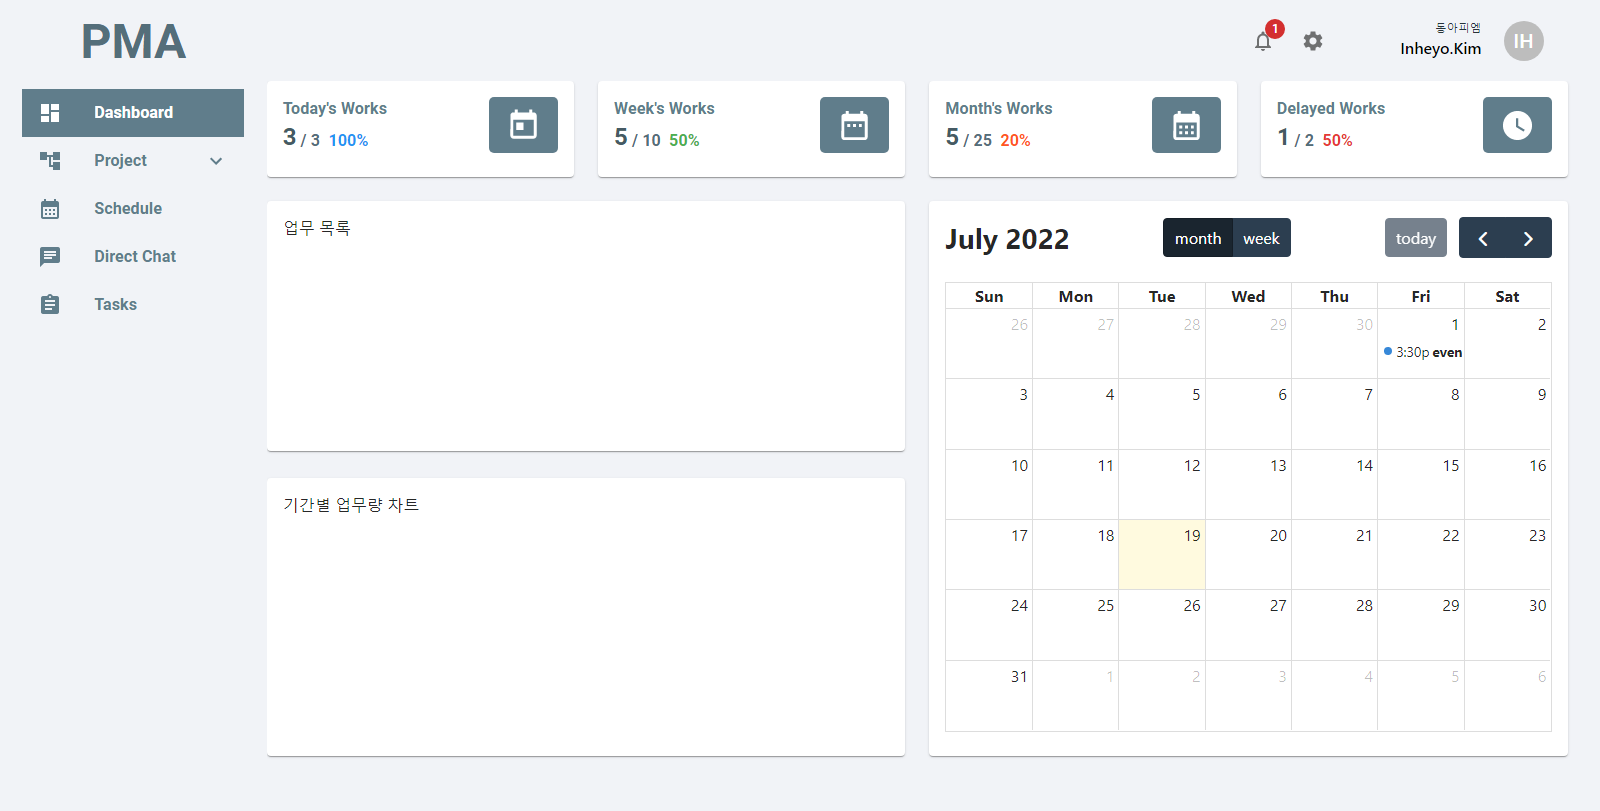 PMA
1
동아피엠
Inheyo.Kim
IH
Dashboard
Project
Schedule
Direct Chat
Tasks
Today's Works
3 / 3 100%
Week's Works
5 / 10 50%
Month's Works
5 / 25 20%
Delayed Works
1 / 2 50%
업무 목록
기간별 업무량 차트
July 2022
month week
today
Sun Mon Tue Wed Thu Fri Sat
26 27 28 29 30 1 2
3:30p even
3 4 5 6 7 8 9
10 11 12 13 14 15 16
17 18 19 20 21 22 23
24 25 26 27 28 29 30
31 1 2 3 4 5 6